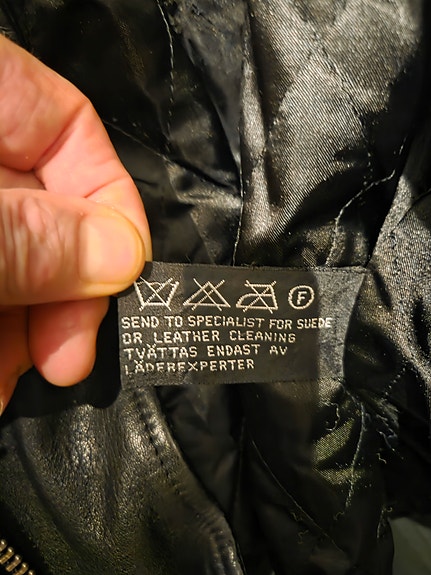 F
SEND TO SPECIALIST FOR SUEDE
OR LEATHER CLEANING
TVÄTTAS ENDAST AV
LÄDEREXPERTER